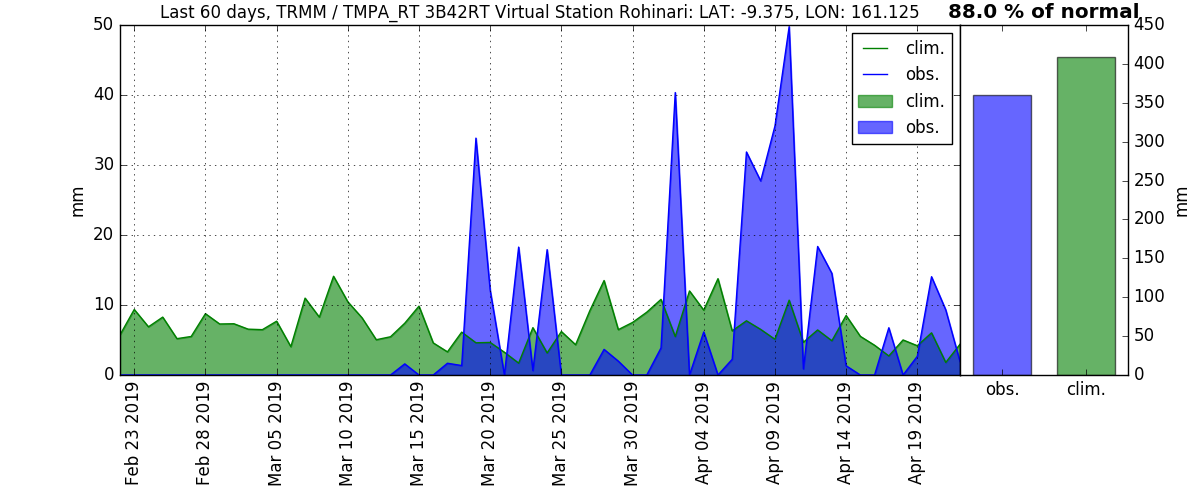 Last 60 days, TRMM / TMPA_RT 3B42RT Virtual Station Rohinari: LAT: -9.375, LON: 161.125
88.0 % of normal
50
40
30
20
10
0
mm
clim.
obs.
clim.
obs.
450
400
350
300
250
200
150
100
50
0
mm
Feb 23 2019
Feb 28 2019
Mar 05 2019
Mar 10 2019
Mar 15 2019
Mar 20 2019
Mar 25 2019
Mar 30 2019
Apr 04 2019
Apr 09 2019
Apr 14 2019
Apr 19 2019
obs.
clim.